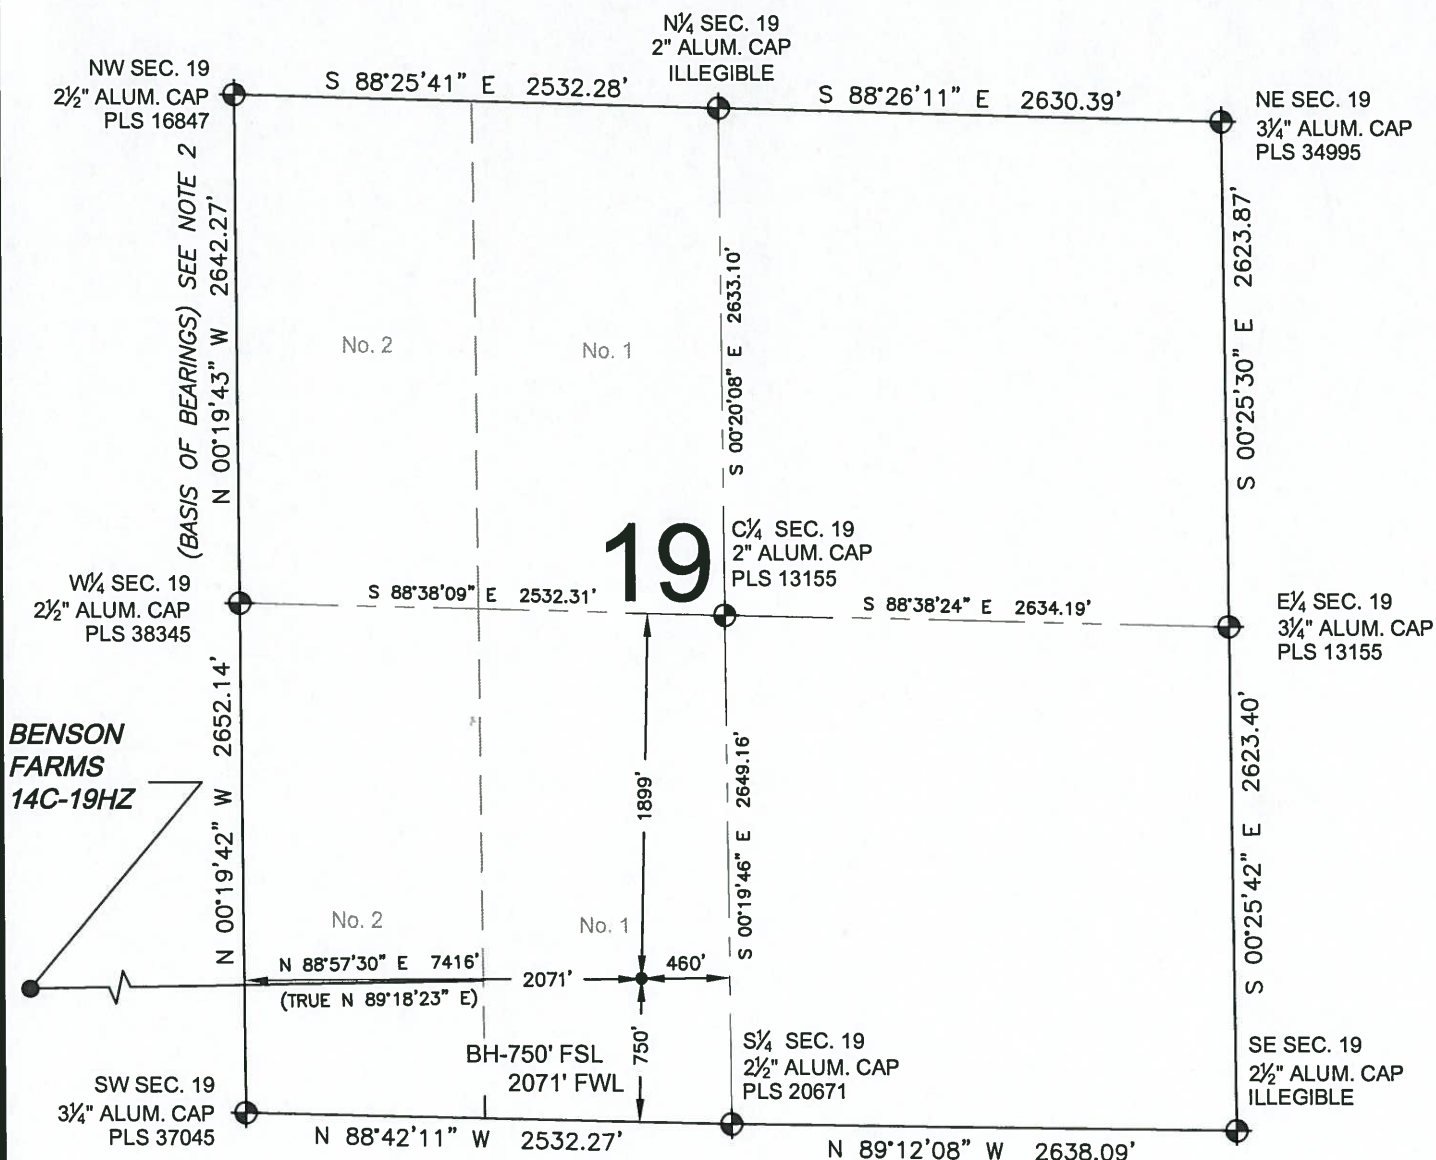 N¼ SEC. 19
2" ALUM. CAP
ILLEGIBLE
NW SEC. 19
2½" ALUM. CAP
PLS 16847
S 88°25'41" E 2532.28'
S 88°26'11" E 2630.39'
NE SEC. 19
3¼" ALUM. CAP
PLS 34995
(BASIS OF BEARINGS) SEE NOTE 2
N 00°19'43" W 2642.27'
S 00°20'08" E 2633.10'
S 00°25'30" E 2623.87'
No. 2
No. 1
19
C¼ SEC. 19
2" ALUM. CAP
PLS 13155
W¼ SEC. 19
2½" ALUM. CAP
PLS 38345
S 88°38'09" E 2532.31'
S 88°38'24" E 2634.19'
E¼ SEC. 19
3¼" ALUM. CAP
PLS 13155
BENSON
FARMS
14C-19HZ
N 00°19'42" W 2652.14'
1899'
S 00°19'46" E 2649.16'
S 00°25'42" E 2623.40'
No. 2
No. 1
N 88°57'30" E 7416'
(TRUE N 89°18'23" E)
2071'
460'
750'
BH-750' FSL
2071' FWL
S¼ SEC. 19
2½" ALUM. CAP
PLS 20671
SE SEC. 19
2½" ALUM. CAP
ILLEGIBLE
SW SEC. 19
3¼" ALUM. CAP
PLS 37045
N 88°42'11" W 2532.27'
N 89°12'08" W 2638.09'